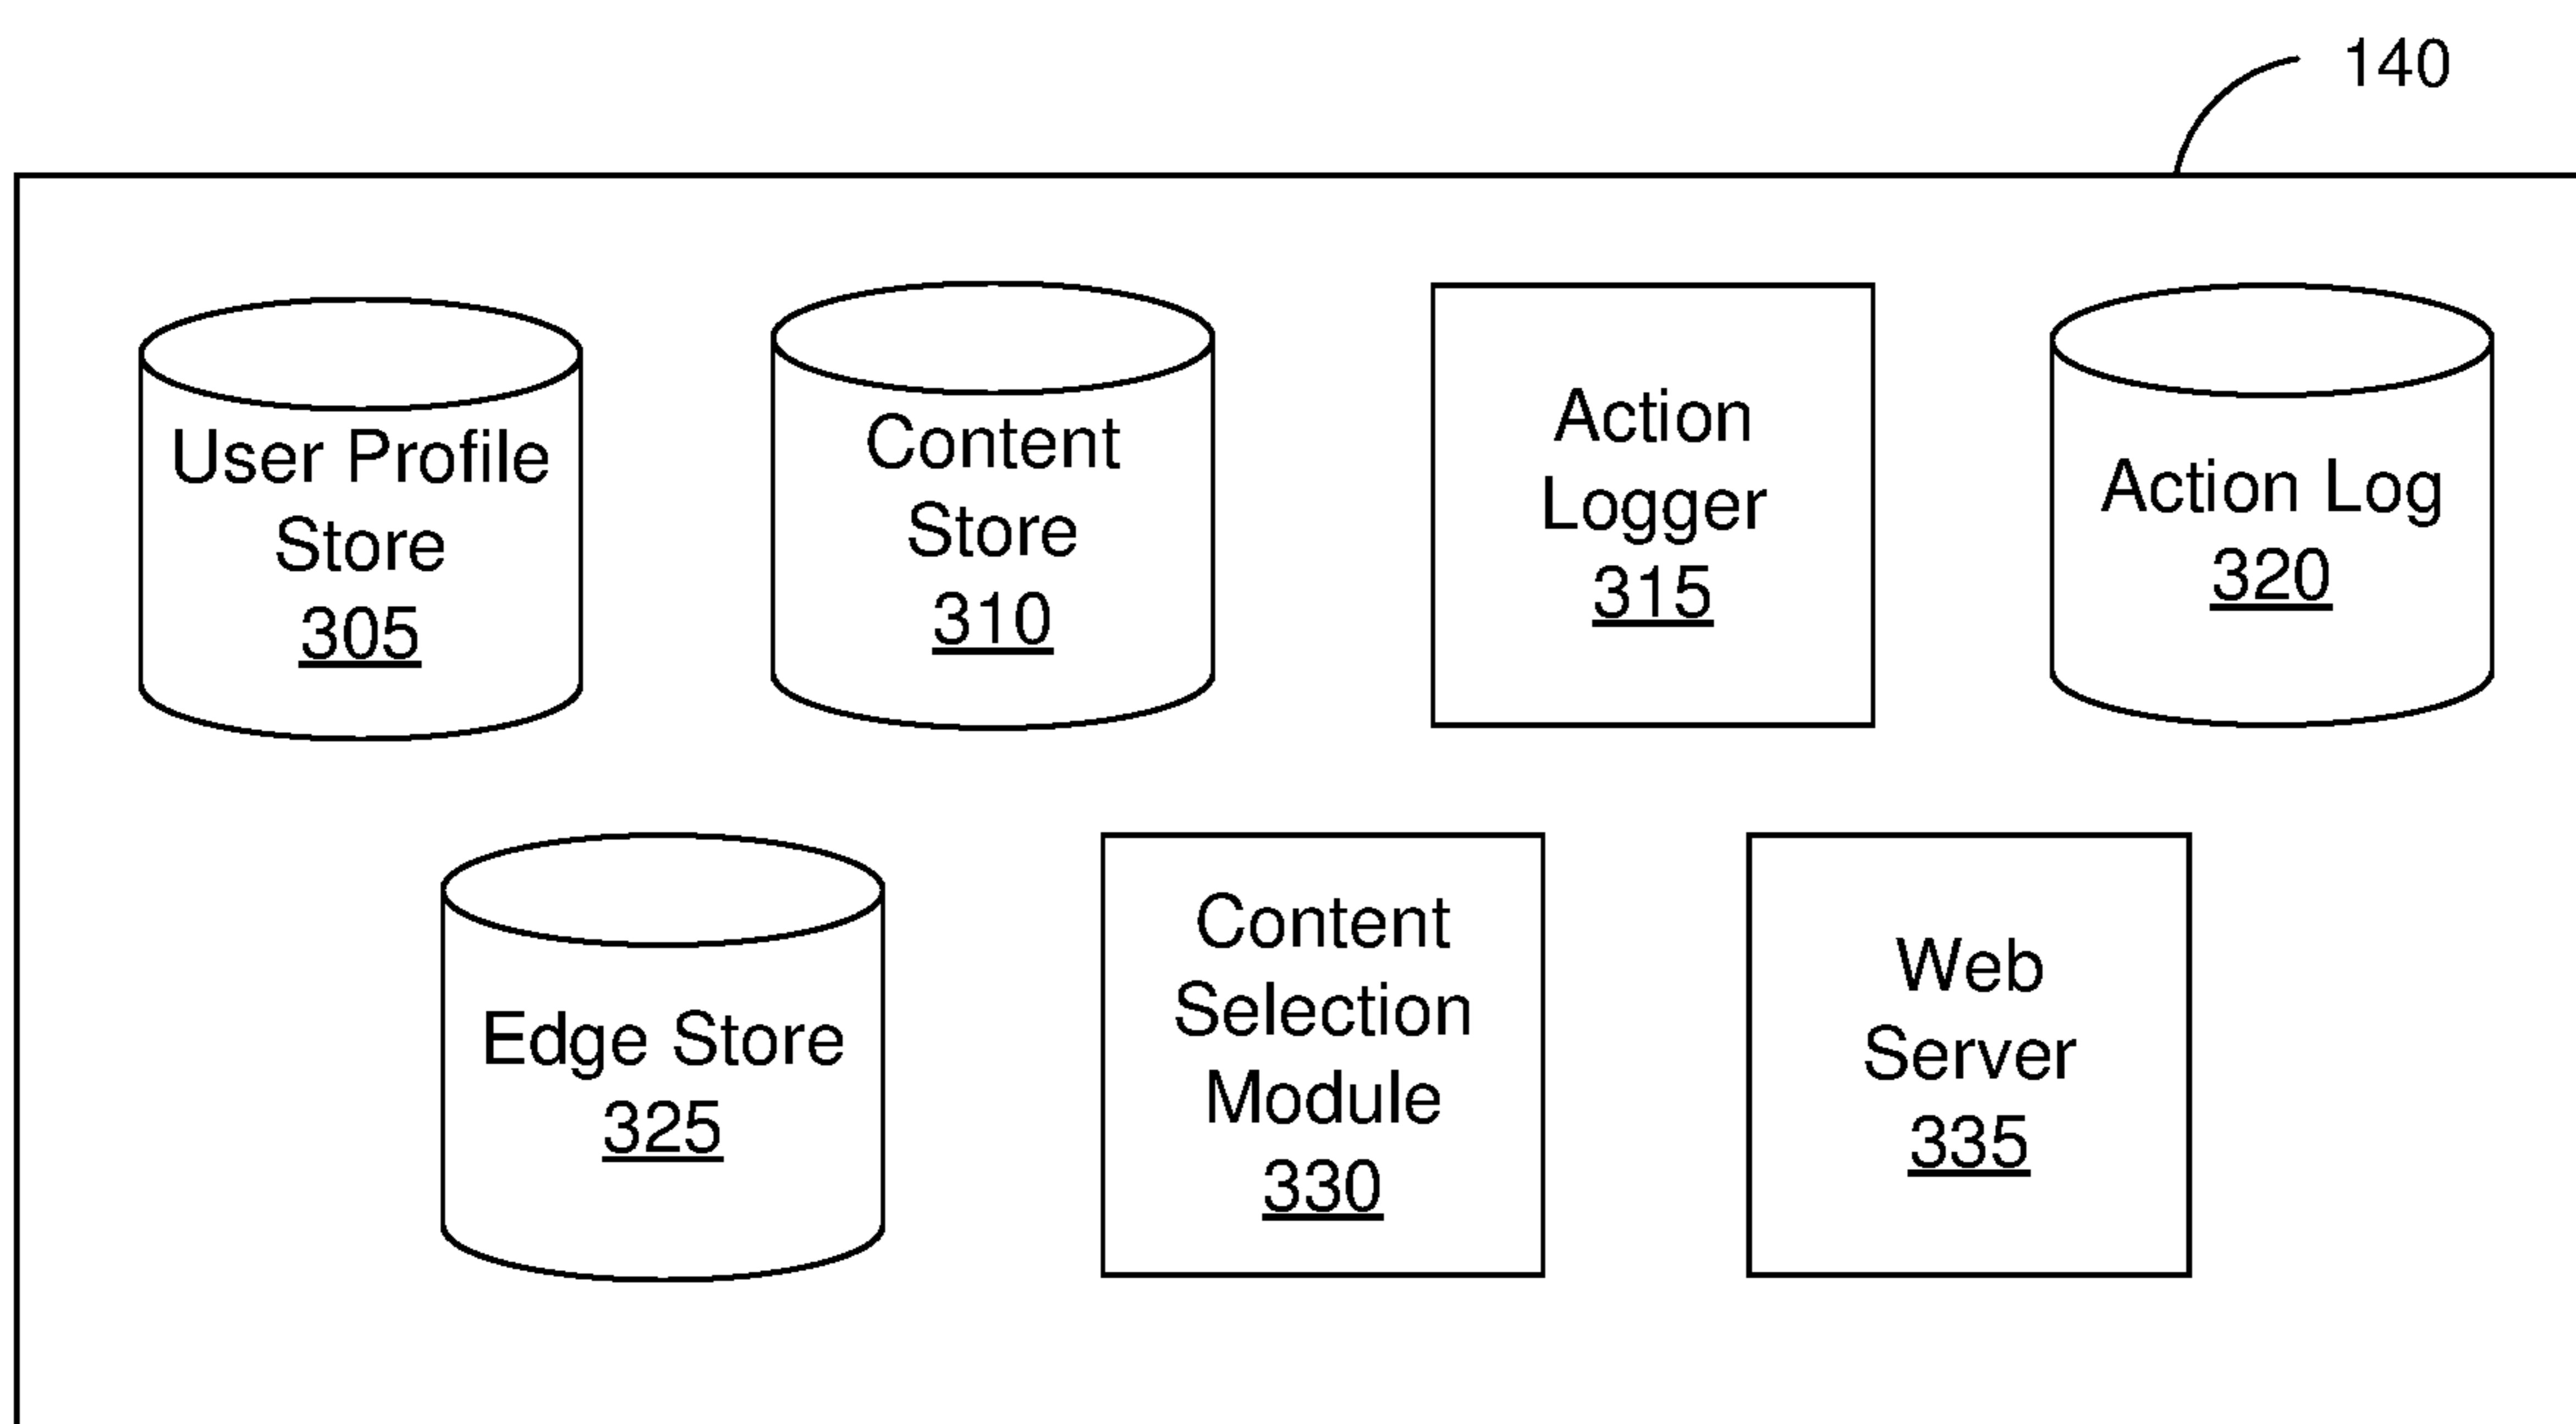 140
User Profile
Store
305
Content
Store
310
Action
Logger
315
Action Log
320
Edge Store
325
Content
Selection
Module
330
Web
Server
335